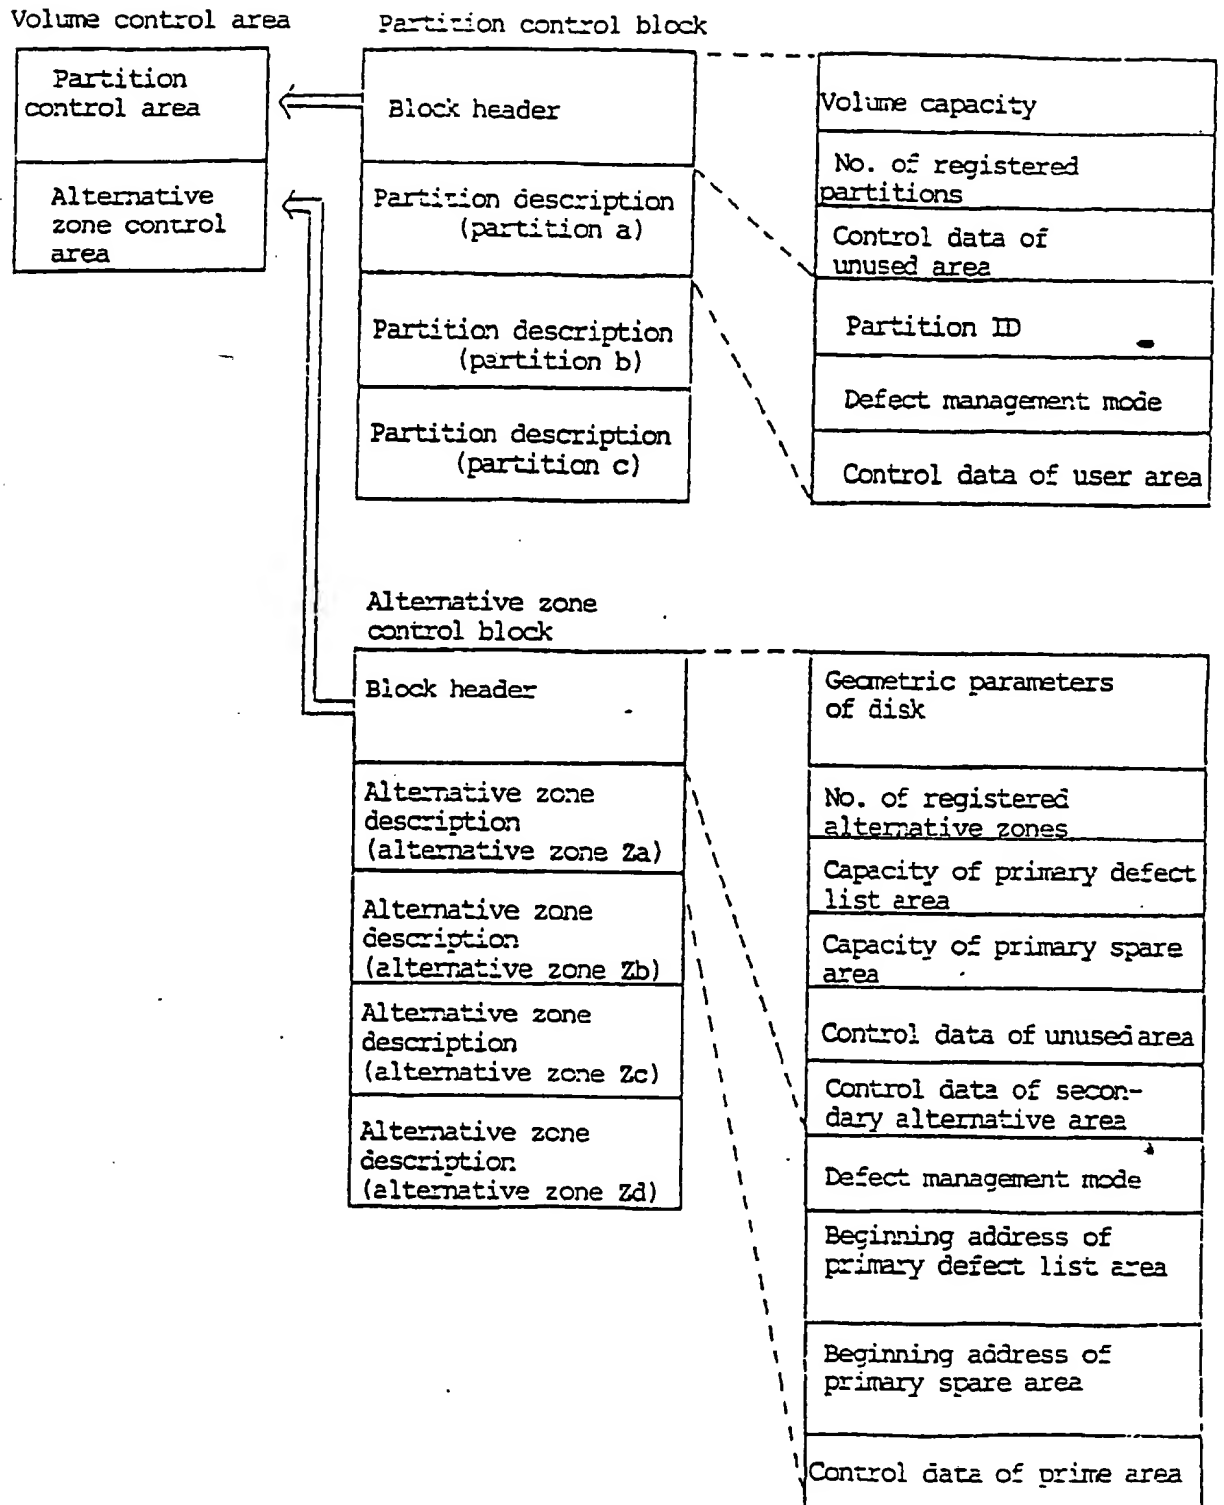 Volume control area
Partition
control area
Alternative
zone control
area
Partition control block
Block header
Partition description
(partition a)
Partition description
(partition b)
Partition description
(partition c)
Volume capacity
No. of registered
partitions
Control data of
unused area
Partition ID
Defect management mode
Control data of user area
Alternative zone
control block
Block header
Alternative zone
description
(alternative zone Za)
Alternative zone
description
(alternative zone Zb)
Alternative zone
description
(alternative zone Zc)
Alternative zone
description
(alternative zone Zd)
Geometric parameters
of disk
No. of registered
alternative zones
Capacity of primary defect
list area
Capacity of primary spare
area
Control data of unused area
Control data of secon-
dary alternative area
Defect management mode
Beginning address of
primary defect list area
Beginning address of
primary spare area
Control data of prime area